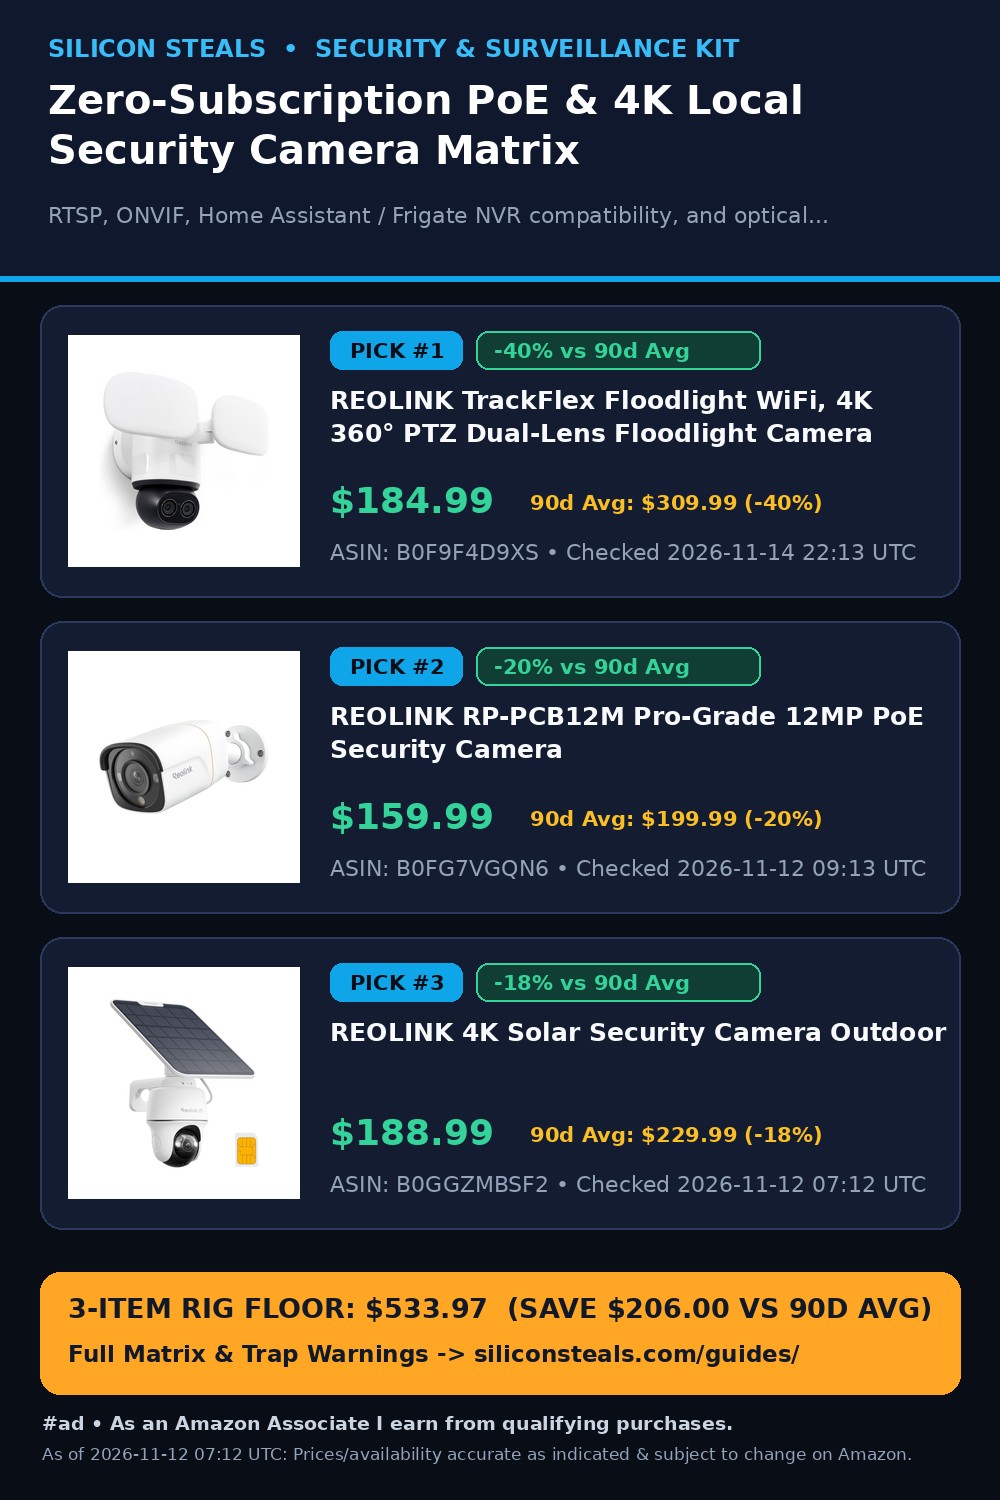 SILICON STEALS • SECURITY & SURVEILLANCE KIT
Zero-Subscription PoE & 4K Local
Security Camera Matrix
RTSP, ONVIF, Home Assistant / Frigate NVR compatibility, and optical...
PICK #1
-40% vs 90d Avg
REOLINK TrackFlex Floodlight WiFi, 4K
360° PTZ Dual-Lens Floodlight Camera
$184.99 90d Avg: $309.99 (-40%)
ASIN: B0F9F4D9XS • Checked 2026-11-14 22:13 UTC
PICK #2
-20% vs 90d Avg
REOLINK RP-PCB12M Pro-Grade 12MP PoE
Security Camera
Reolink
$159.99 90d Avg: $199.99 (-20%)
ASIN: B0FG7VGQN6 • Checked 2026-11-12 09:13 UTC
PICK #3
-18% vs 90d Avg
REOLINK 4K Solar Security Camera Outdoor
$188.99 90d Avg: $229.99 (-18%)
ASIN: B0GGZMBSF2 • Checked 2026-11-12 07:12 UTC
3-ITEM RIG FLOOR: $533.97 (SAVE $206.00 VS 90D AVG)
Full Matrix & Trap Warnings -> siliconsteals.com/guides/
#ad • As an Amazon Associate I earn from qualifying purchases.
As of 2026-11-12 07:12 UTC: Prices/availability accurate as indicated & subject to change on Amazon.